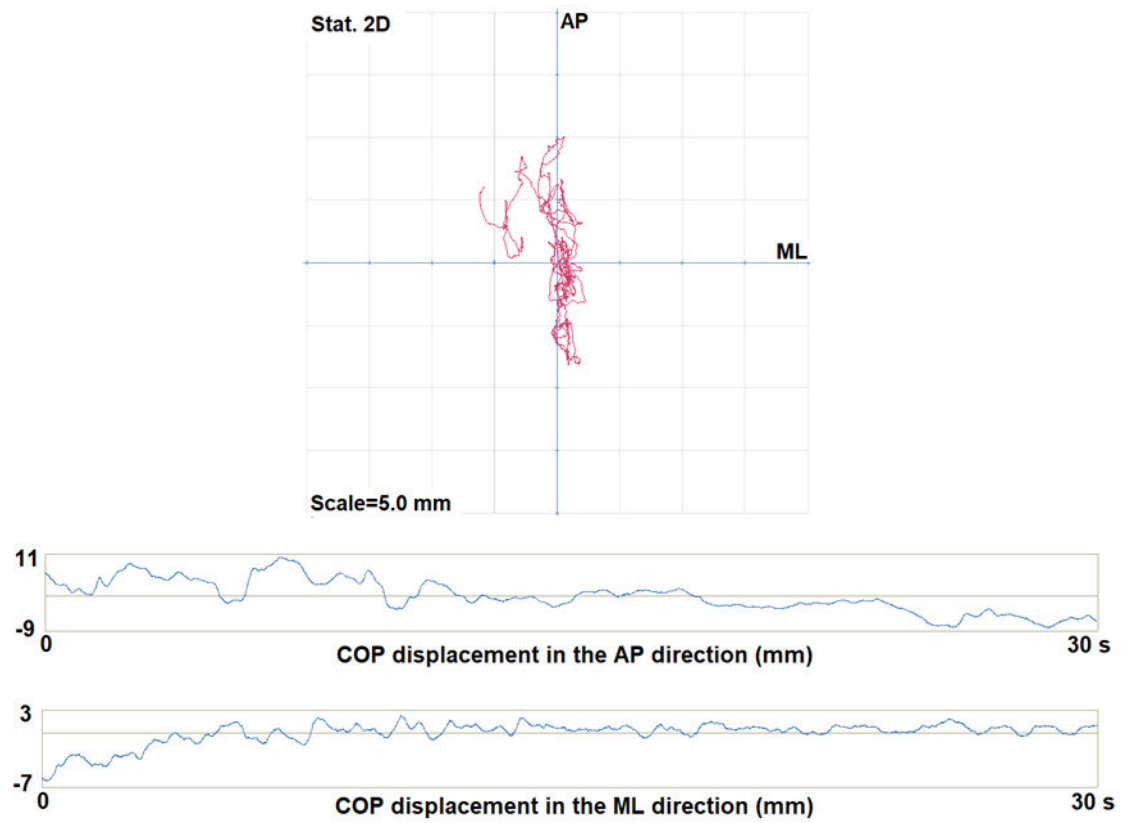 Stat. 2D
AP
ML
Scale=5.0 mm
11
-9
0
30 s
COP displacement in the AP direction (mm)
3
-7
0
30 s
COP displacement in the ML direction (mm)